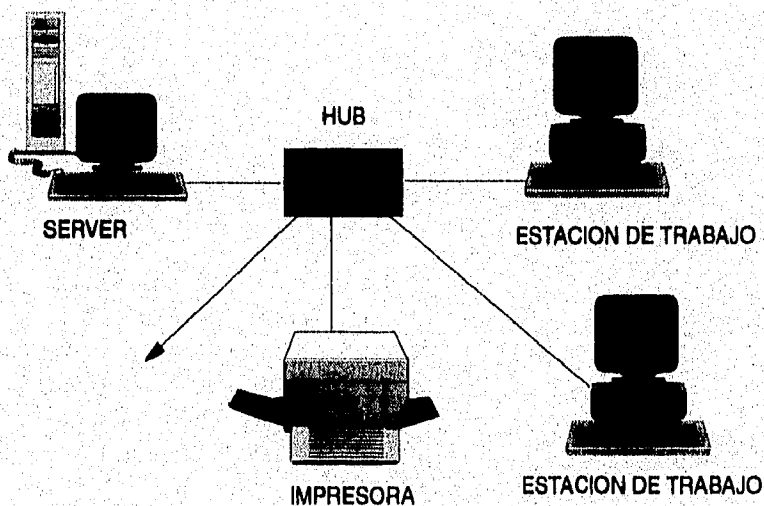 HUB
SERVER
ESTACION DE TRABAJO
IMPRESORA
ESTACION DE TRABAJO